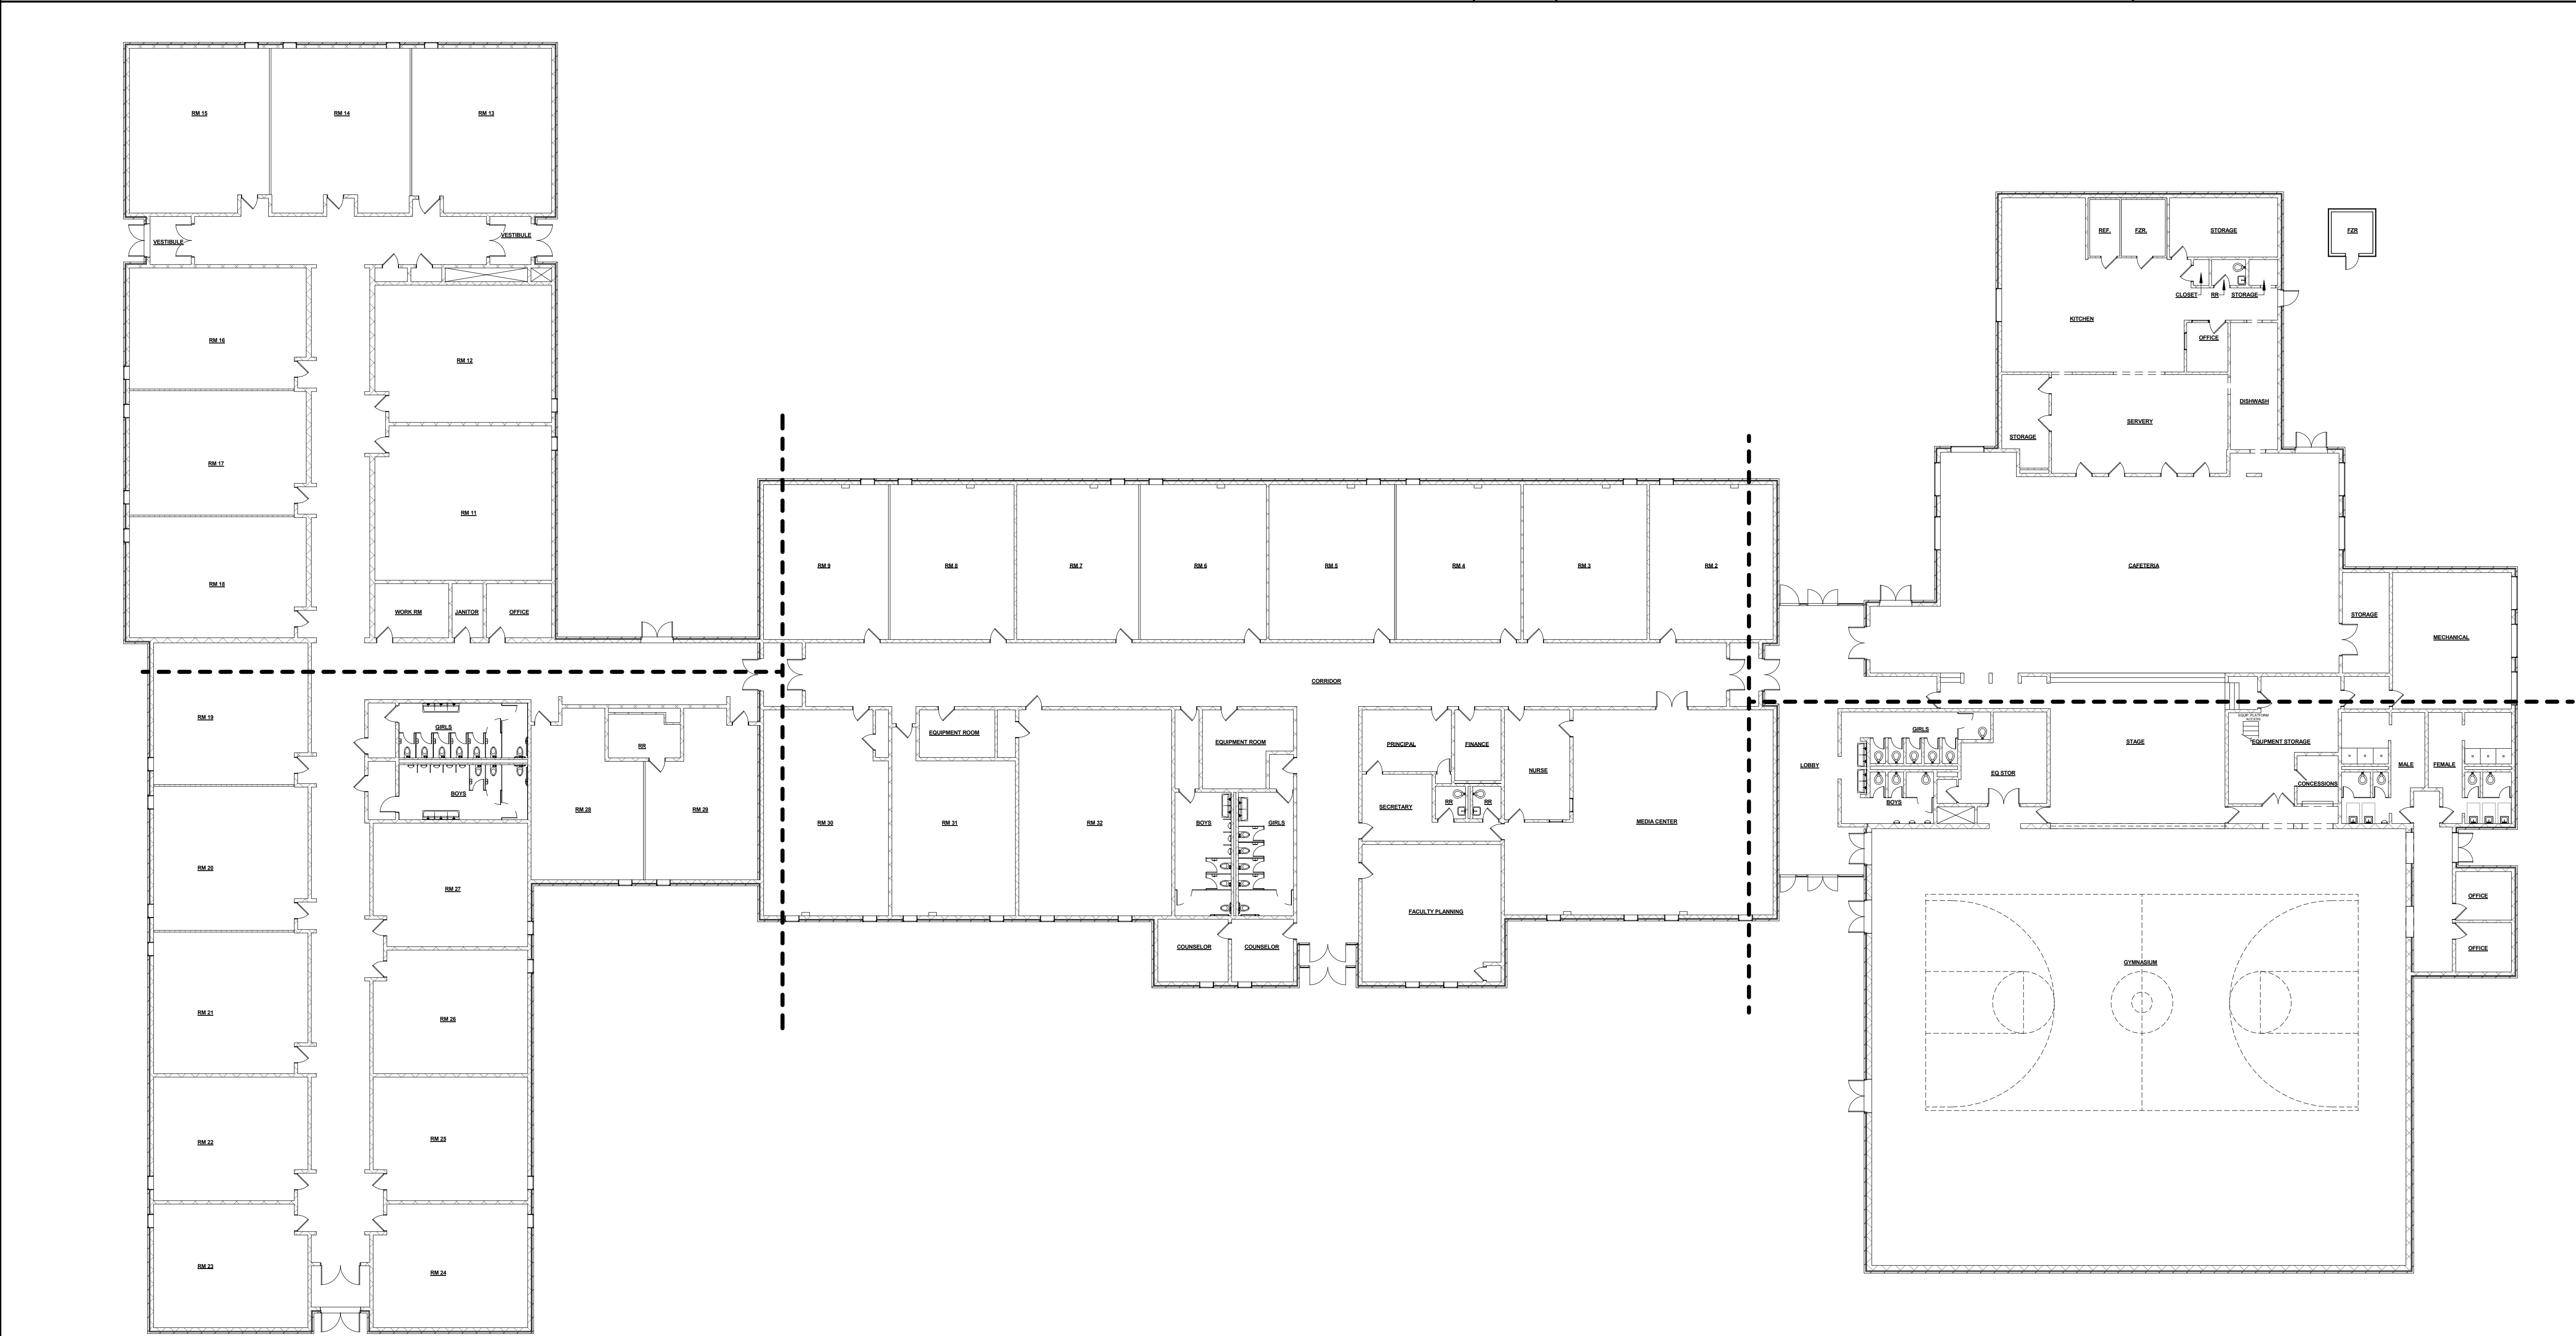 RM 15
RM 14
RM 13
VESTIBULE
VESTIBULE
RM 16
RM 12
RM 17
RM 11
RM 18
WORK RM
JANITOR
OFFICE
RM 19
GIRLS
BOYS
RR
RM 28
RM 29
RM 20
RM 27
RM 21
RM 26
RM 22
RM 25
RM 23
RM 24
RM 9
RM 8
RM 7
RM 6
RM 5
RM 4
RM 3
RM 2
CORRIDOR
EQUIPMENT ROOM
EQUIPMENT ROOM
RM 30
RM 31
RM 32
BOYS
GIRLS
COUNSELOR
COUNSELOR
PRINCIPAL
FINANCE
NURSE
SECRETARY
RR
RR
MEDIA CENTER
FACULTY PLANNING
REF.
FZR.
STORAGE
FZR
CLOSET
RR
STORAGE
KITCHEN
OFFICE
DISHWASH
SERVERY
STORAGE
CAFETERIA
STORAGE
MECHANICAL
LOBBY
GIRLS
BOYS
EQ STOR
STAGE
EQUIP PLATFORM
ACCESS
EQUIPMENT STORAGE
CONCESSIONS
MALE
FEMALE
OFFICE
OFFICE
GYMNASIUM